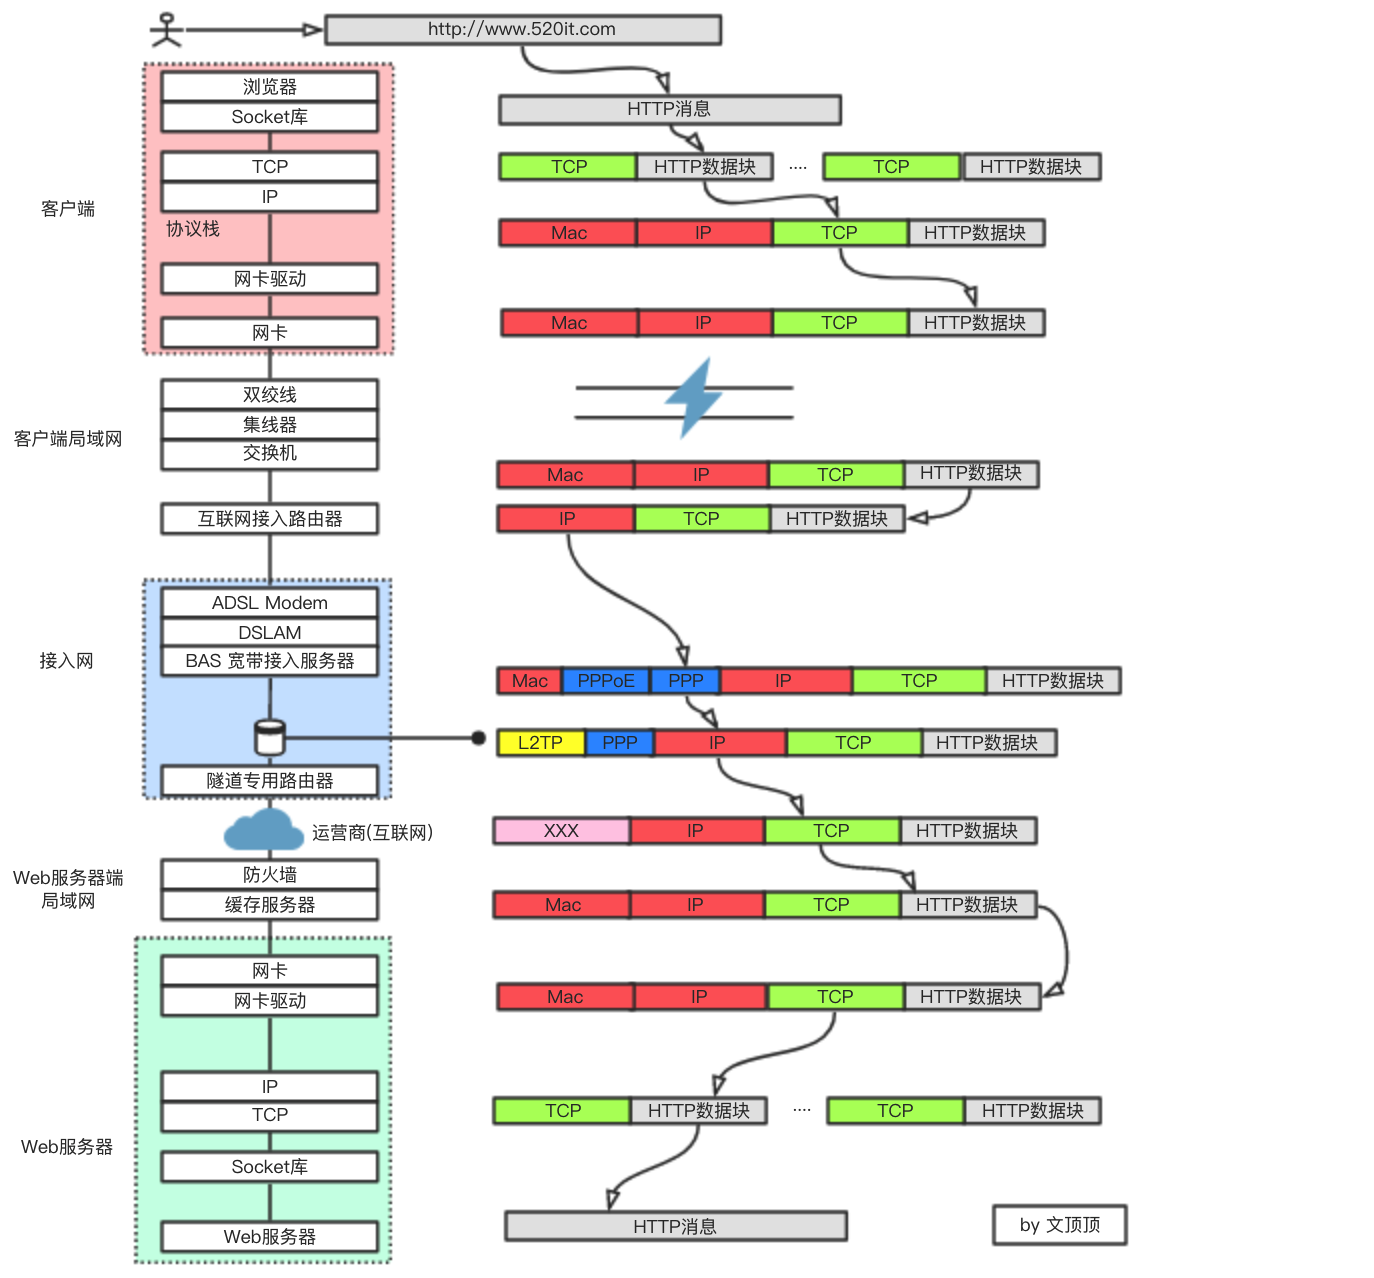 http://www.520it.com
浏览器
HTTP消息
Socket库
TCP
TCP
HTTP数据块
....
TCP
HTTP数据块
IP
客户端
协议栈
Mac
IP
TCP
HTTP数据块
网卡驱动
网卡
Mac
IP
TCP
HTTP数据块
双绞线
集线器
客户端局域网
交换机
Mac
IP
TCP
HTTP数据块
互联网接入路由器
IP
TCP
HTTP数据块
ADSL Modem
DSLAM
接入网
BAS 宽带接入服务器
Mac
PPPoE
PPP
IP
TCP
HTTP数据块
L2TP
PPP
IP
TCP
HTTP数据块
隧道专用路由器
运营商(互联网)
XXX
IP
TCP
HTTP数据块
Web服务器端
局域网
防火墙
缓存服务器
Mac
IP
TCP
HTTP数据块
网卡
网卡驱动
Mac
IP
TCP
HTTP数据块
IP
TCP
TCP
HTTP数据块
....
TCP
HTTP数据块
Web服务器
Socket库
Web服务器
HTTP消息
by 文顶顶